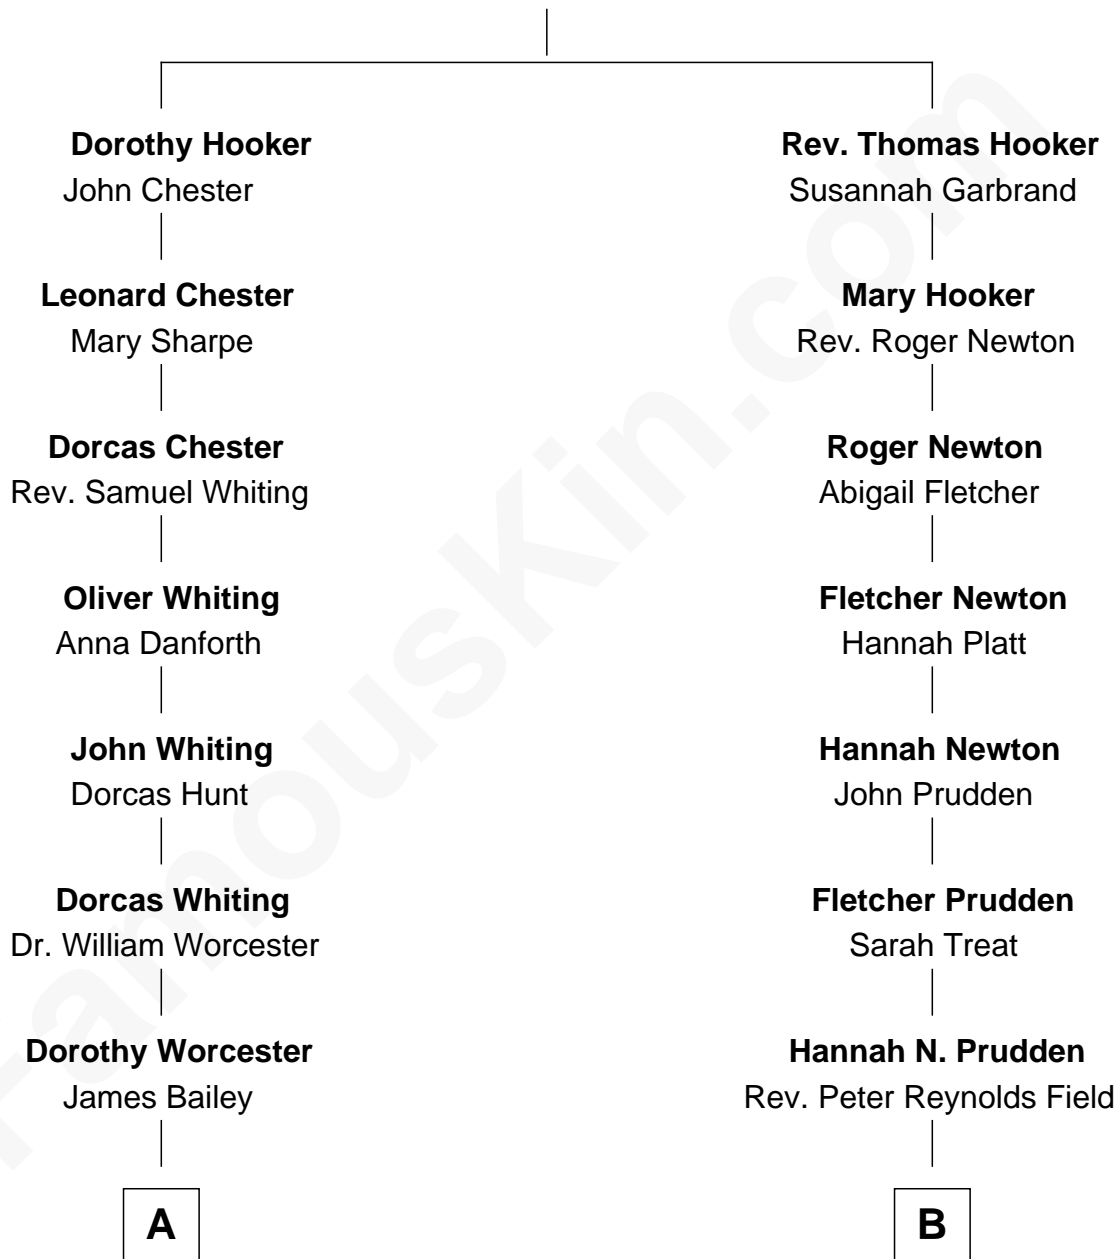 Dorothy Hooker
John Chester
Rev. Thomas Hooker
Susannah Garbrand
Leonard Chester
Mary Sharpe
Mary Hooker
Rev. Roger Newton
Dorcas Chester
Rev. Samuel Whiting
Roger Newton
Abigail Fletcher
Oliver Whiting
Anna Danforth
Fletcher Newton
Hannah Platt
John Whiting
Dorcas Hunt
Hannah Newton
John Prudden
Dorcas Whiting
Dr. William Worcester
Fletcher Prudden
Sarah Treat
Dorothy Worcester
James Bailey
Hannah N. Prudden
Rev. Peter Reynolds Field
A
B
FamousKin.com